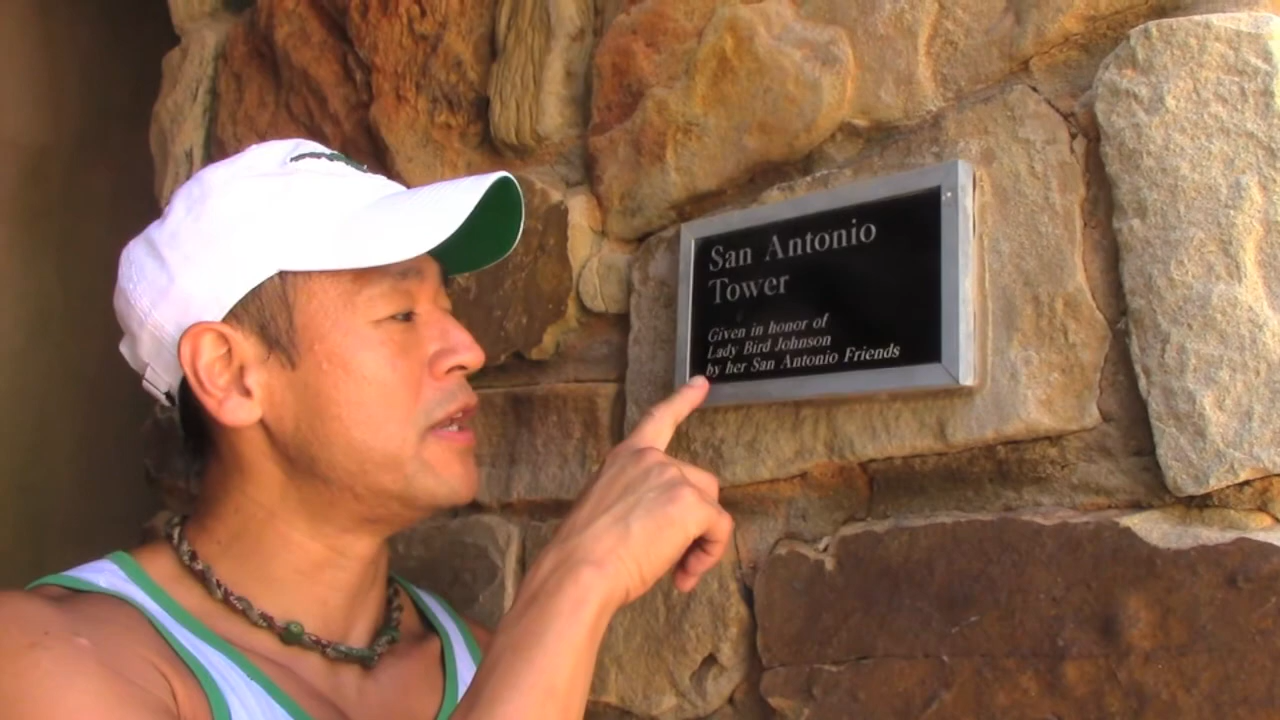 San Antonio
Tower
Given in honor of
Lady Bird Johnson
by her San Antonio Friends